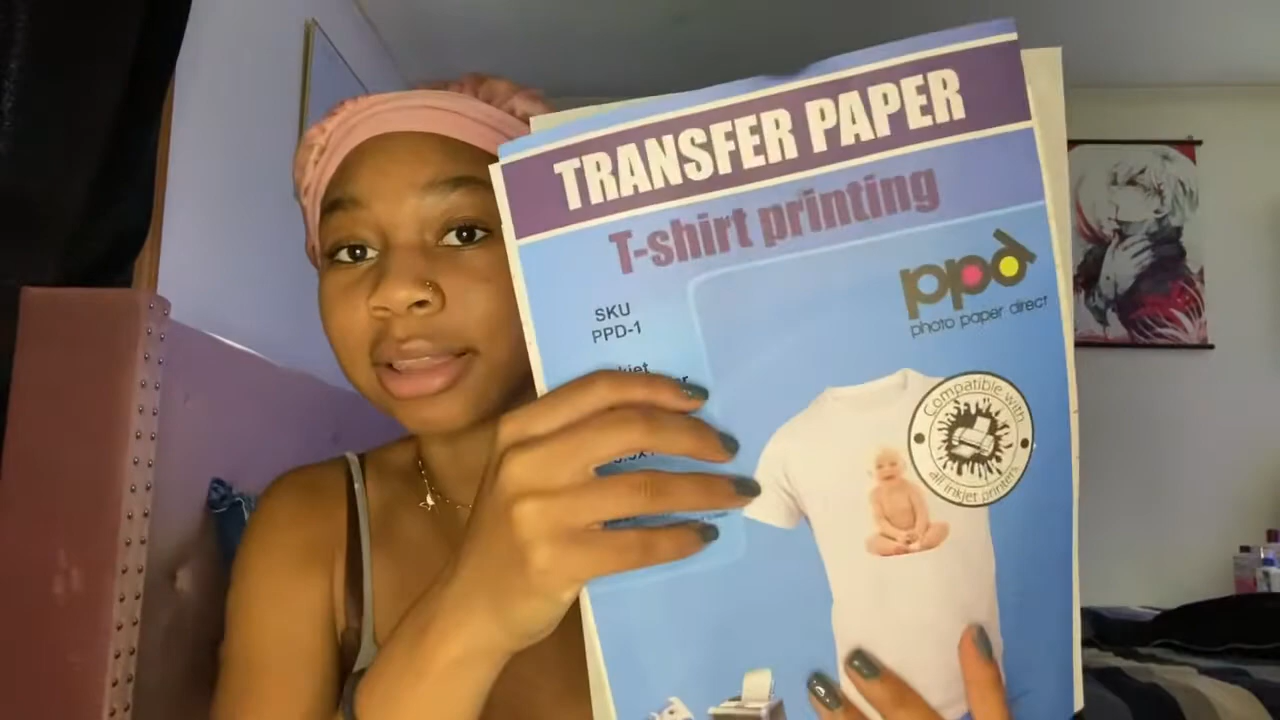 TRANSFER PAPER
T-shirt printing
ppd
photo paper direct
SKU
PPD-1
Compatible with
all inkjet printers